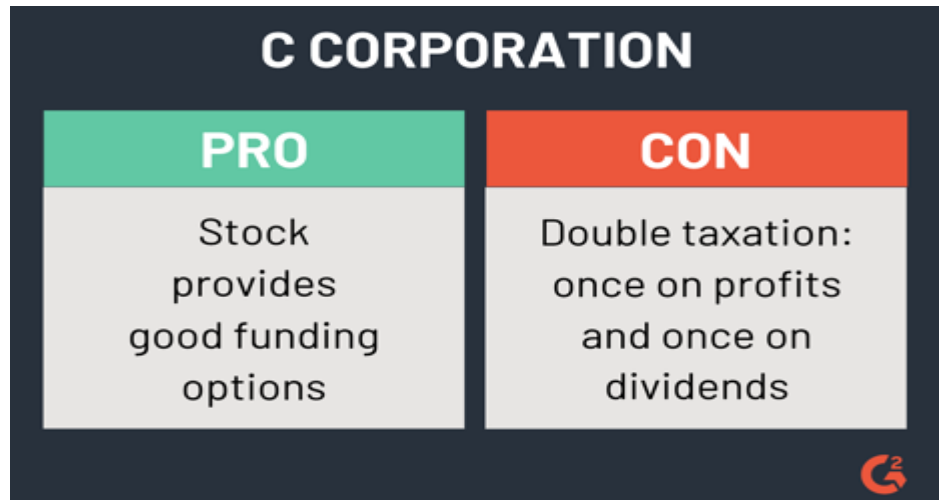 C CORPORATION
PRO
Stock
provides
good funding
options
CON
Double taxation:
once on profits
and once on
dividends
G2